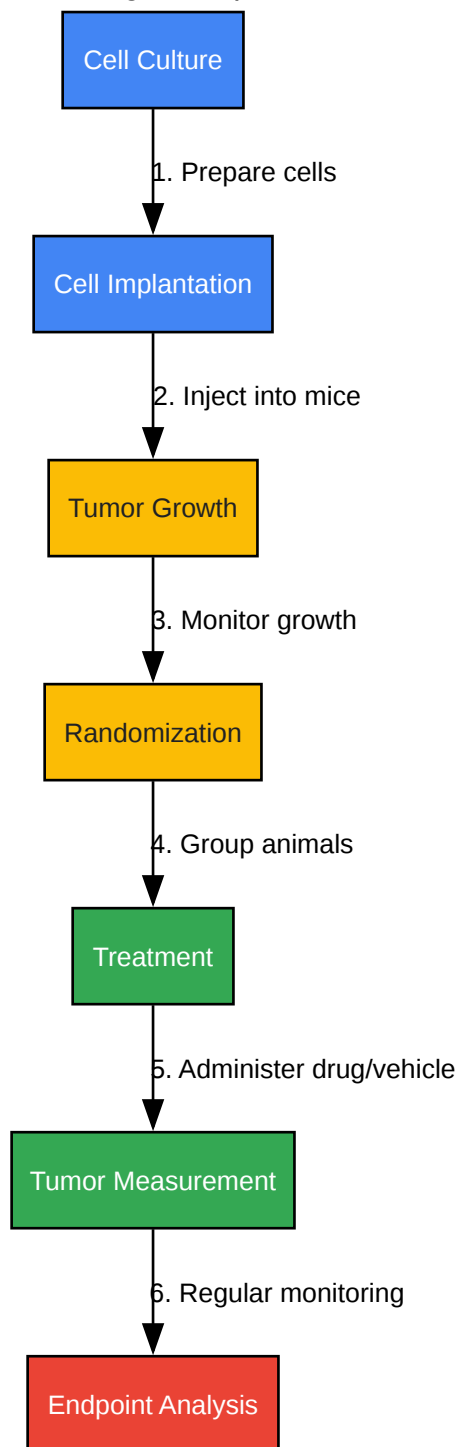 Cell Culture
1. Prepare cells
Cell Implantation
2. Inject into mice
Tumor Growth
3. Monitor growth
Randomization
4. Group animals
Treatment
5. Administer drug/vehicle
Tumor Measurement
6. Regular monitoring
Endpoint Analysis